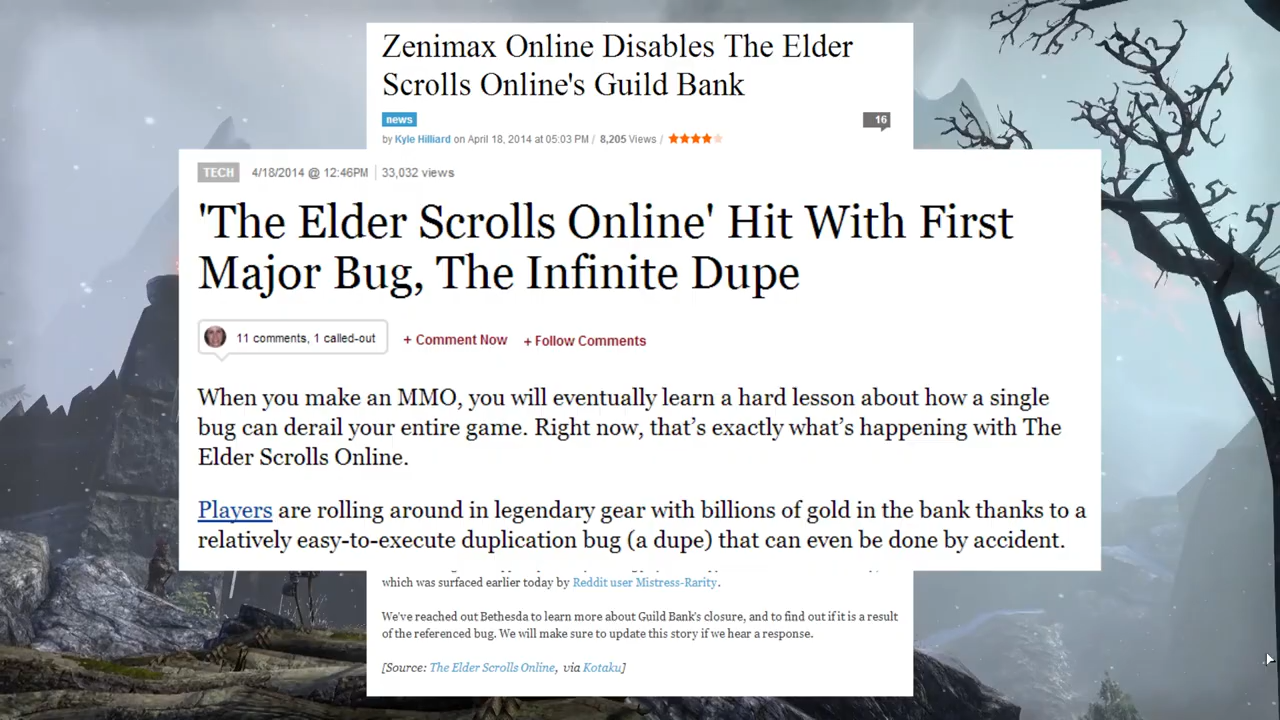 Zenimax Online Disables The Elder
Scrolls Online's Guild Bank
news
16
by Kyle Hilliard on April 18, 2014 at 05:03 PM / 8,205 Views /
TECH 4/18/2014 @ 12:46PM 33,032 views
'The Elder Scrolls Online' Hit With First
Major Bug, The Infinite Dupe
11 comments, 1 called-out + Comment Now + Follow Comments
When you make an MMO, you will eventually learn a hard lesson about how a single
bug can derail your entire game. Right now, that's exactly what's happening with The
Elder Scrolls Online.
Players are rolling around in legendary gear with billions of gold in the bank thanks to a
relatively easy-to-execute duplication bug (a dupe) that can even be done by accident.
which was surfaced earlier today by Reddit user Mistress-Rarity.
We've reached out Bethesda to learn more about Guild Bank's closure, and to find out if it is a result
of the referenced bug. We will make sure to update this story if we hear a response.
[Source: The Elder Scrolls Online, via Kotaku]